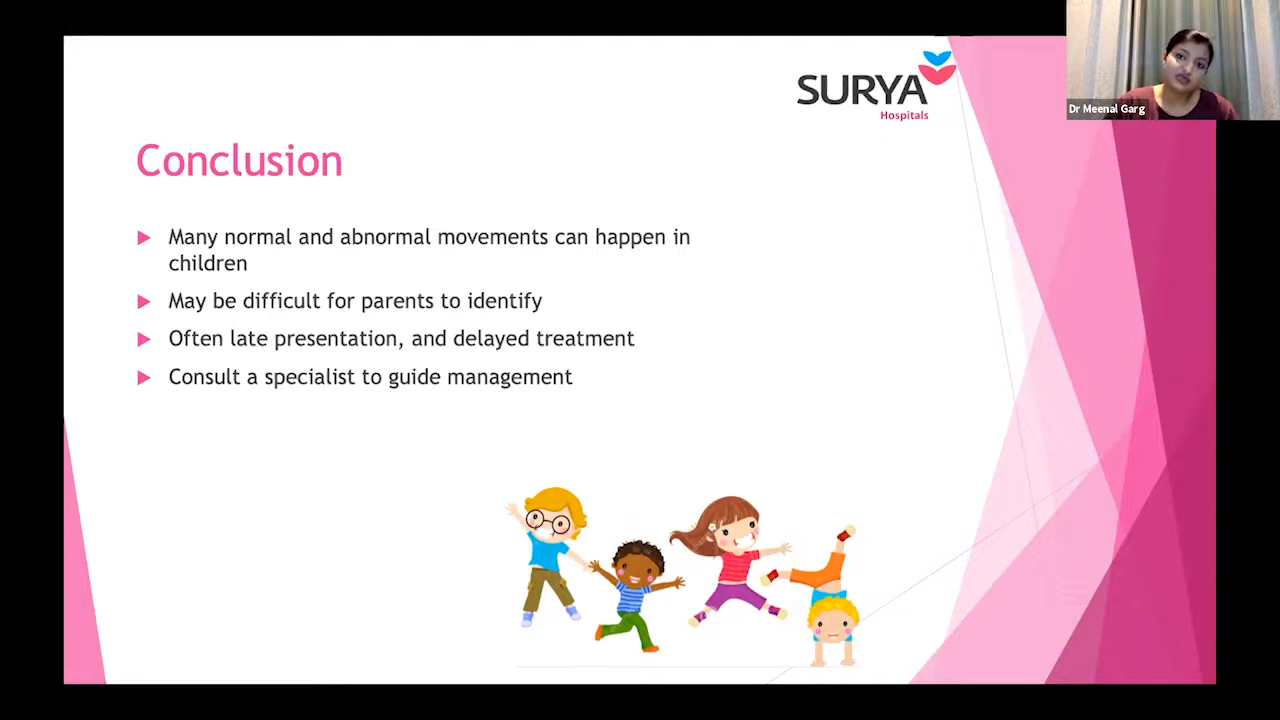 SURYA
Hospitals
Dr Meenal Garg
Conclusion
Many normal and abnormal movements can happen in
children
May be difficult for parents to identify
Often late presentation, and delayed treatment
Consult a specialist to guide management